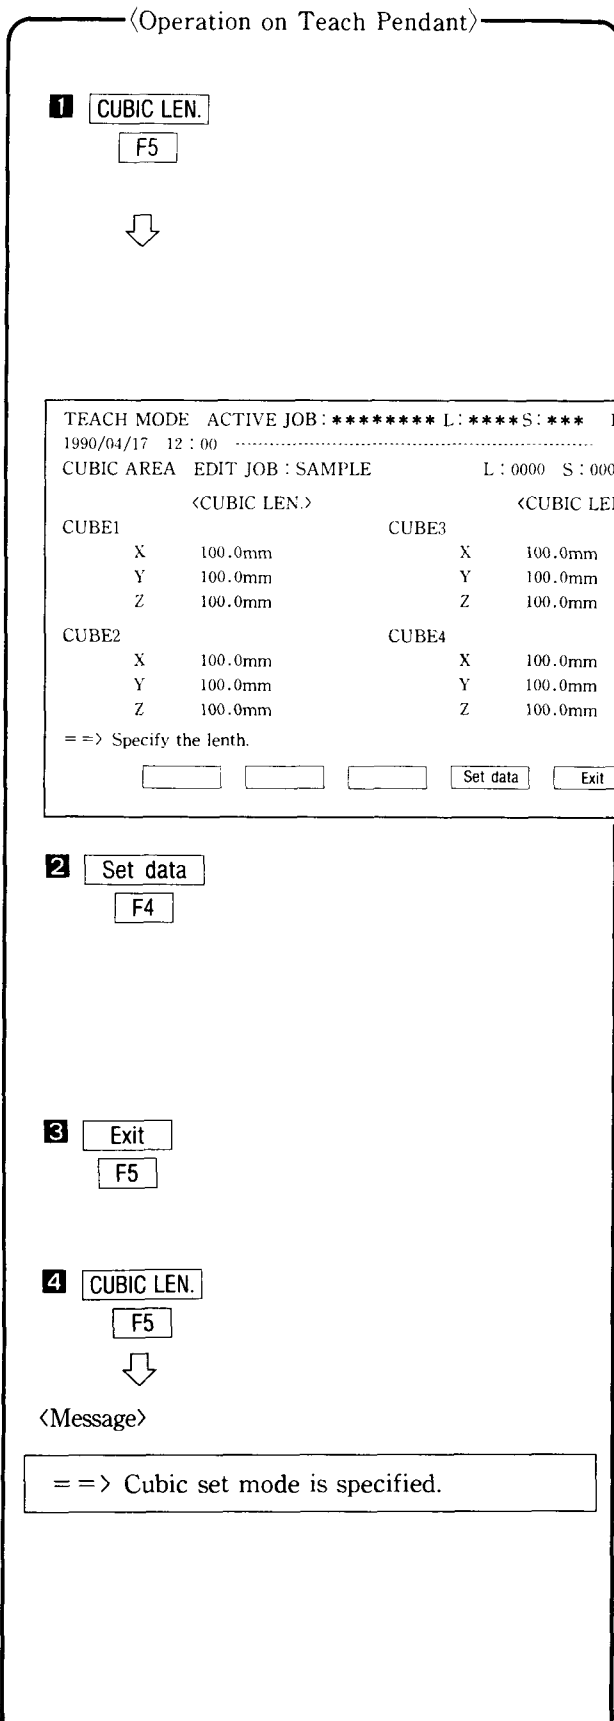 〈Operation on Teach Pendant〉
1 CUBIC LEN.
F5
TEACH MODE ACTIVE JOB : ******** L : **** S : ***
1990/04/17 12 : 00
CUBIC AREA EDIT JOB : SAMPLE L : 0000 S : 000
〈CUBIC LEN.〉 〈CUBIC LEN
CUBE1 CUBE3
X 100.0mm X 100.0mm
Y 100.0mm Y 100.0mm
Z 100.0mm Z 100.0mm
CUBE2 CUBE4
X 100.0mm X 100.0mm
Y 100.0mm Y 100.0mm
Z 100.0mm Z 100.0mm
= =〉 Specify the lenth.
Set data Exit
2 Set data
F4
3 Exit
F5
4 CUBIC LEN.
F5
〈Message〉
= =〉 Cubic set mode is specified.